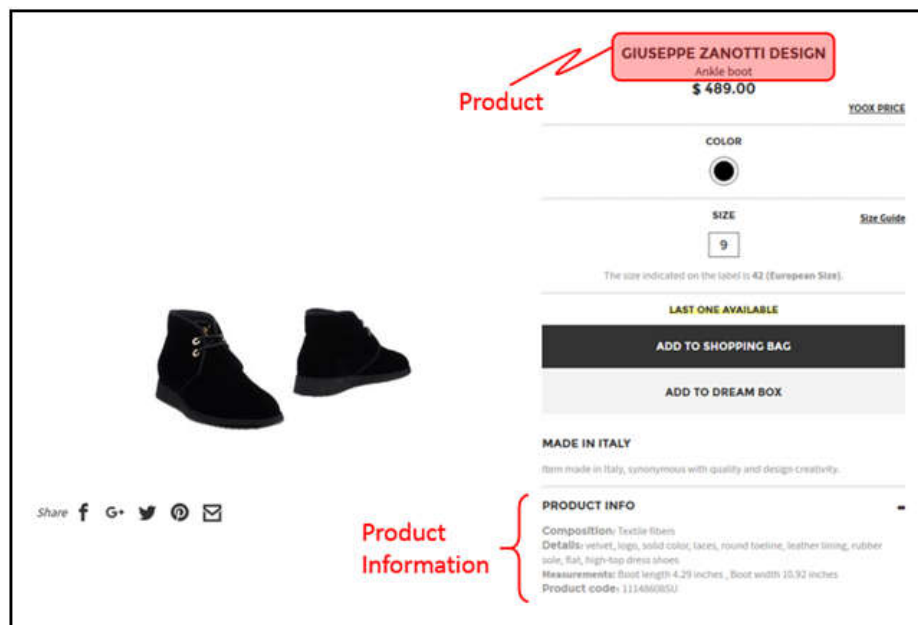 GIUSEPPE ZANOTTI DESIGN
Ankle boot
$ 489.00
Product
YOOX PRICE
COLOR
SIZE
Size Guide
9
The size indicated on the label is 42 (European Size).
LAST ONE AVAILABLE
ADD TO SHOPPING BAG
ADD TO DREAM BOX
MADE IN ITALY
Item made in Italy, synonymous with quality and design creativity.
Share
PRODUCT INFO
Product
Information
Composition: Textile fibers
Details: velvet, logo, solid color, laces, round toeline, leather lining, rubber
sole, flat, high-top dress shoes
Measurements: Boot length 4.29 inches , Boot width 10.92 inches
Product code: